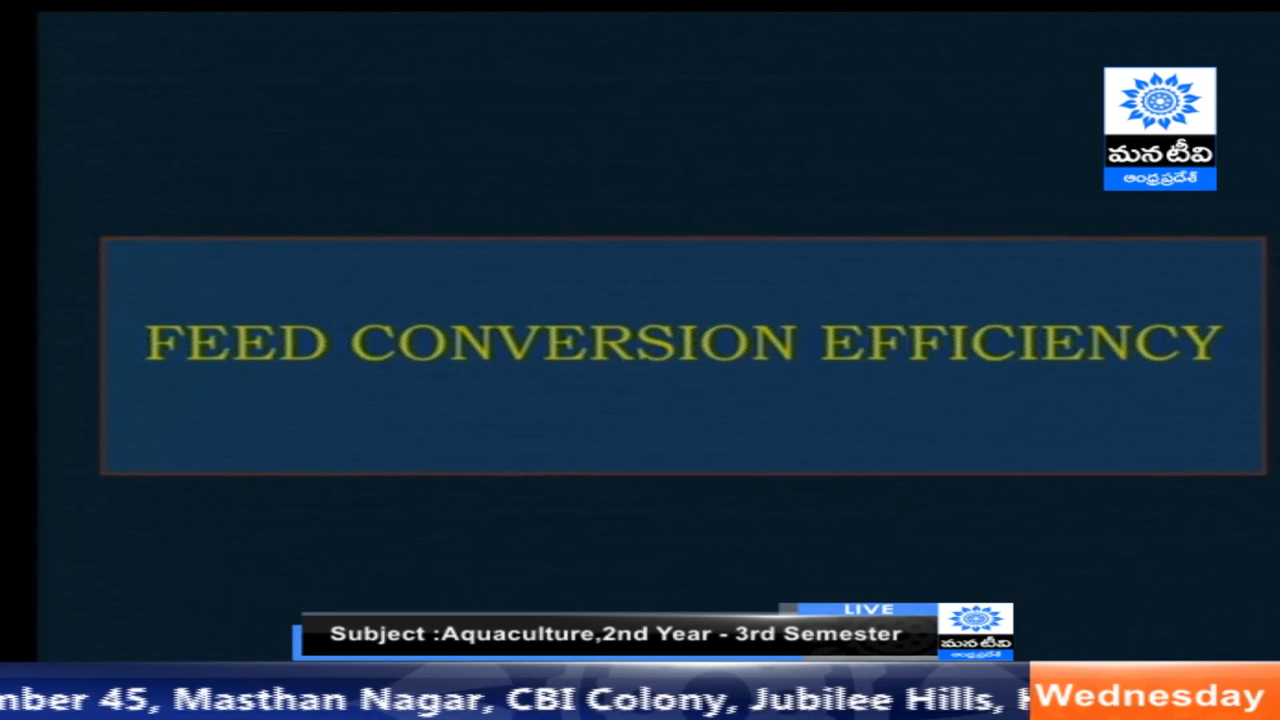 మన టీవి
ఆంధ్రప్రదేశ్
FEED CONVERSION EFFICIENCY
LIVE
Subject :Aquaculture,2nd Year - 3rd Semester
మన టీవి
ఆంధ్రప్రదేశ్
45, Masthan Nagar, CBI Colony, Jubilee Hills,
Wednesday